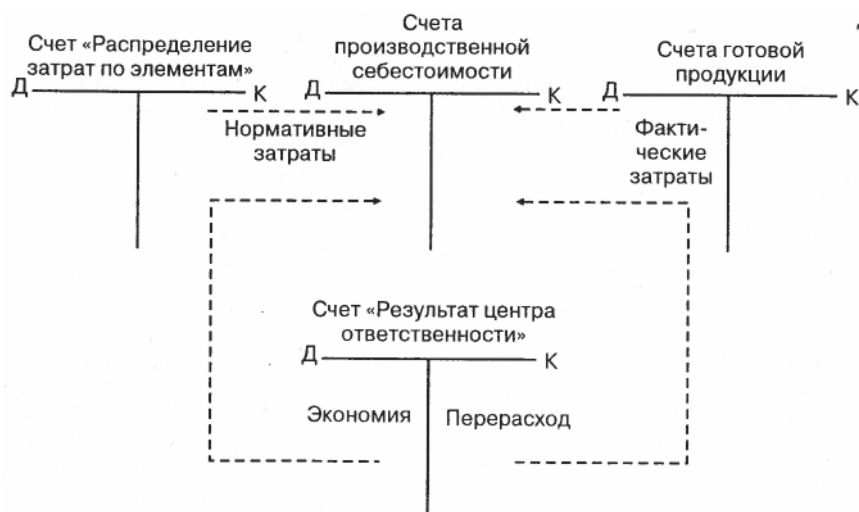 Счет «Распределение
затрат по элементам»
Д К
Счета
производственной
себестоимости
Д К
Счета готовой
продукции
Д К
Нормативные
затраты
Факти-
ческие
затраты
Счет «Результат центра
ответственности»
Д К
Экономия
Перерасход